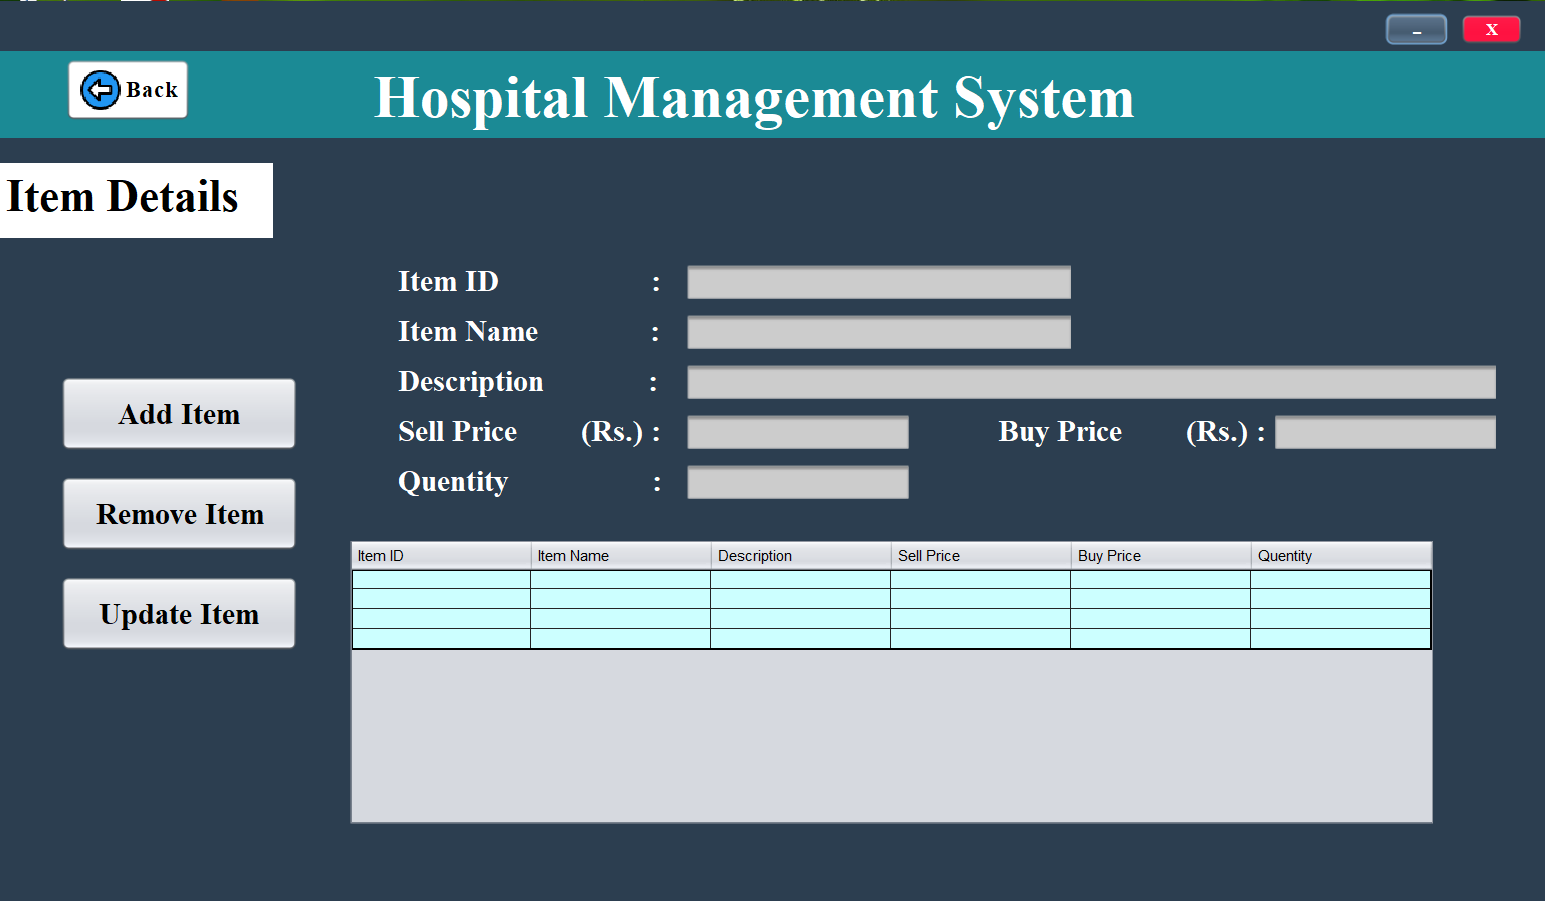 - X
Back
Hospital Management System
Item Details
Item ID :
Item Name :
Description :
Sell Price (Rs.) : Buy Price (Rs.) :
Quentity :
Add Item
Remove Item
Update Item
Item ID Item Name Description Sell Price Buy Price Quentity